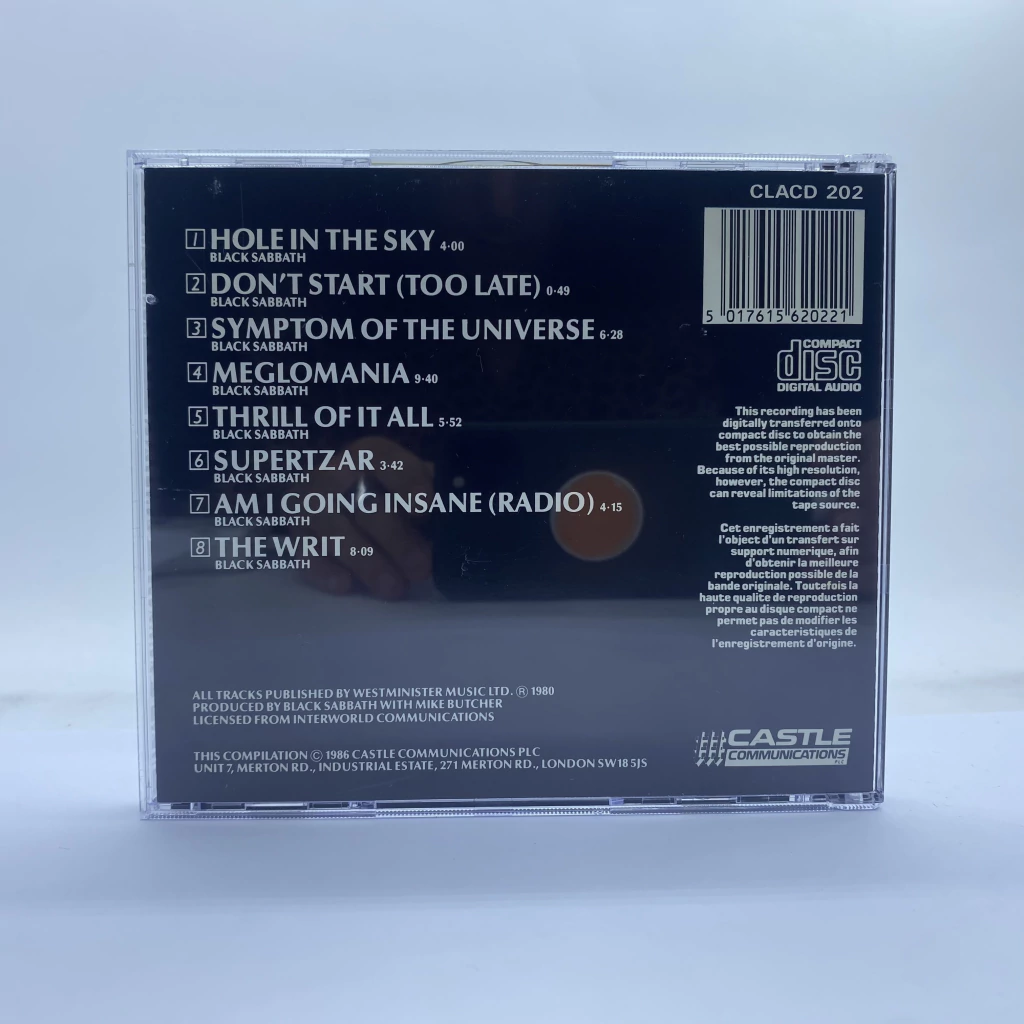 CLACD 202
1 HOLE IN THE SKY 4·00
BLACK SABBATH
2 DON'T START (TOO LATE) 0·49
BLACK SABBATH
3 SYMPTOM OF THE UNIVERSE 6·28
BLACK SABBATH
4 MEGLOMANIA 9·40
BLACK SABBATH
5 THRILL OF IT ALL 5·52
BLACK SABBATH
6 SUPERTZAR 3·42
BLACK SABBATH
7 AM I GOING INSANE (RADIO) 4·15
BLACK SABBATH
8 THE WRIT 8·09
BLACK SABBATH
5 017615 620221
COMPACT
disc
DIGITAL AUDIO
This recording has been
digitally transferred onto
compact disc to obtain the
best possible reproduction
from the original master.
Because of its high resolution,
however, the compact disc
can reveal limitations of the
tape source.
Cet enregistrement a fait
l'object d'un transfert sur
support numerique, afin
d'obtenir la meilleure
reproduction possible de la
bande originale. Toutefois la
haute qualite de reproduction
propre au disque compact ne
permet pas de modifier les
caracteristiques de
l'enregistrement d'origine.
ALL TRACKS PUBLISHED BY WESTMINISTER MUSIC LTD. ℗ 1980
PRODUCED BY BLACK SABBATH WITH MIKE BUTCHER
LICENSED FROM INTERWORLD COMMUNICATIONS
THIS COMPILATION © 1986 CASTLE COMMUNICATIONS PLC
UNIT 7, MERTON RD., INDUSTRIAL ESTATE, 271 MERTON RD., LONDON SW18 5JS
CASTLE
COMMUNICATIONS
PLC